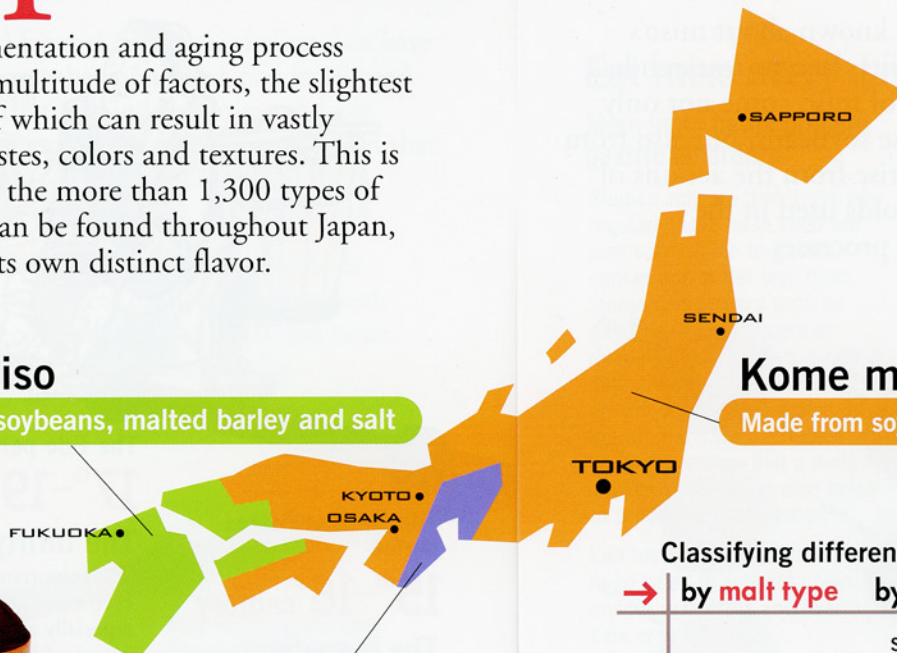 entation and aging process
multitude of factors, the slightest
f which can result in vastly
stes, colors and textures. This is
the more than 1,300 types of
an be found throughout Japan,
ts own distinct flavor.
SAPPORO
SENDAI
iso
soybeans, malted barley and salt
Kome m
Made from so
TOKYO
KYOTO
OSAKA
FUKUOKA
Classifying differen
→ by malt type by
s